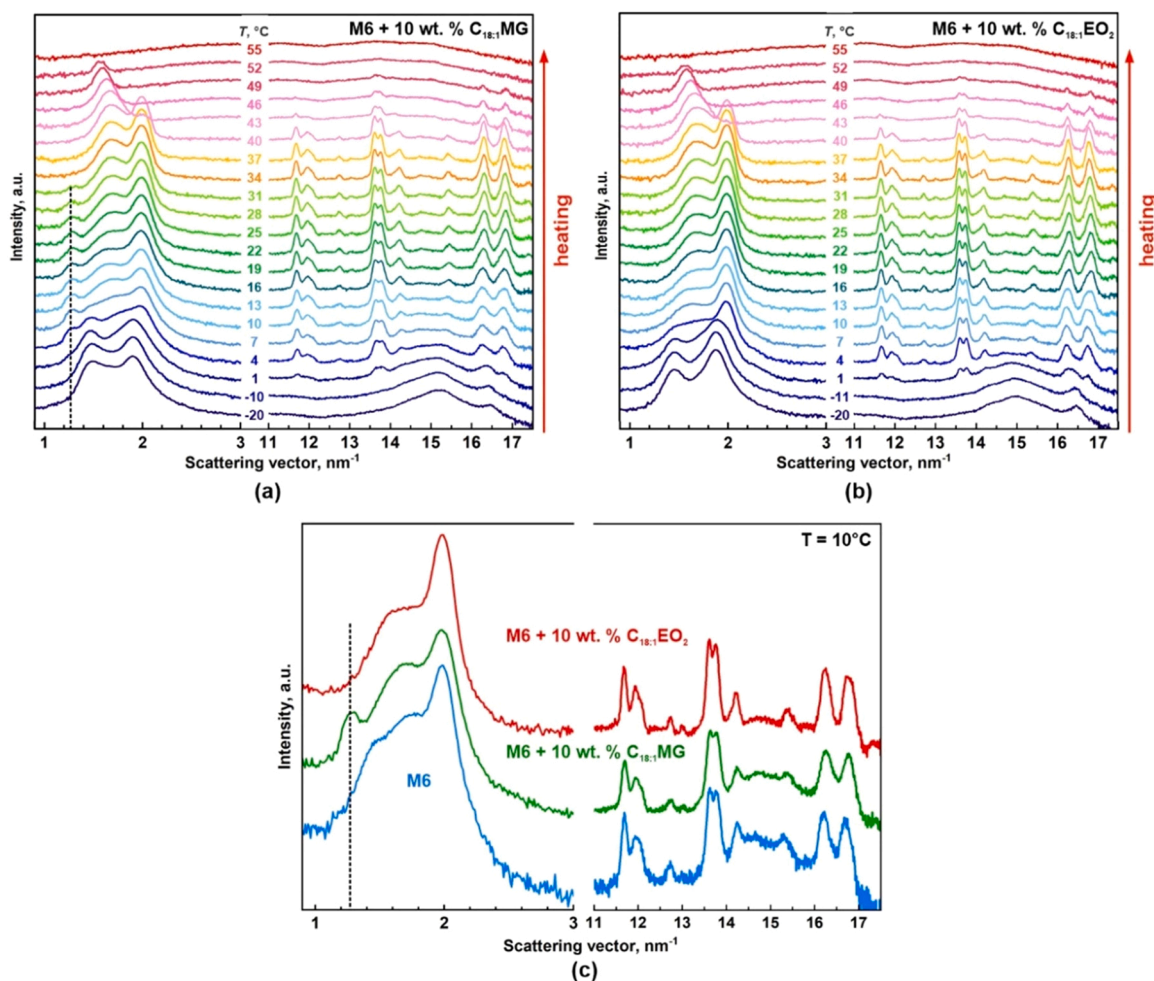 T, °C
M6 + 10 wt. % C18:1MG
55
52
49
46
43
40
37
34
31
28
25
22
19
16
13
10
7
4
1
-10
-20
Intensity, a.u.
heating
1 2 3 11 12 13 14 15 16 17
Scattering vector, nm-1
(a)
T, °C
M6 + 10 wt. % C18:1EO2
55
52
49
46
43
40
37
34
31
28
25
22
19
16
13
10
7
4
1
-11
-20
Intensity, a.u.
heating
1 2 3 11 12 13 14 15 16 17
Scattering vector, nm-1
(b)
T = 10°C
M6 + 10 wt. % C18:1EO2
M6 + 10 wt. % C18:1MG
M6
Intensity, a.u.
1 2 3 11 12 13 14 15 16 17
Scattering vector, nm-1
(c)